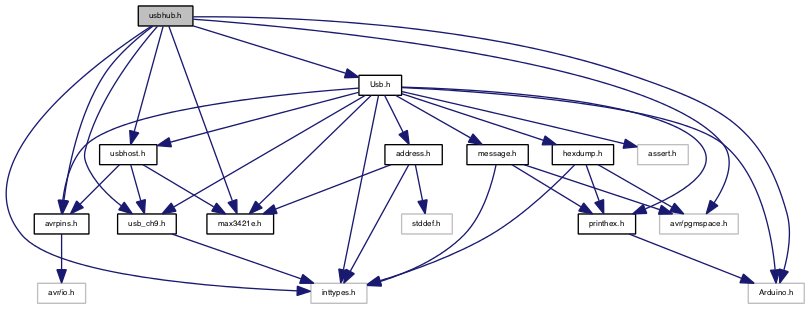 usbhub.h
Usb.h
usbhost.h
address.h
message.h
hexdump.h
assert.h
avrpins.h
usb_ch9.h
max3421e.h
stddef.h
printhex.h
avr/pgmspace.h
avr/io.h
inttypes.h
Arduino.h